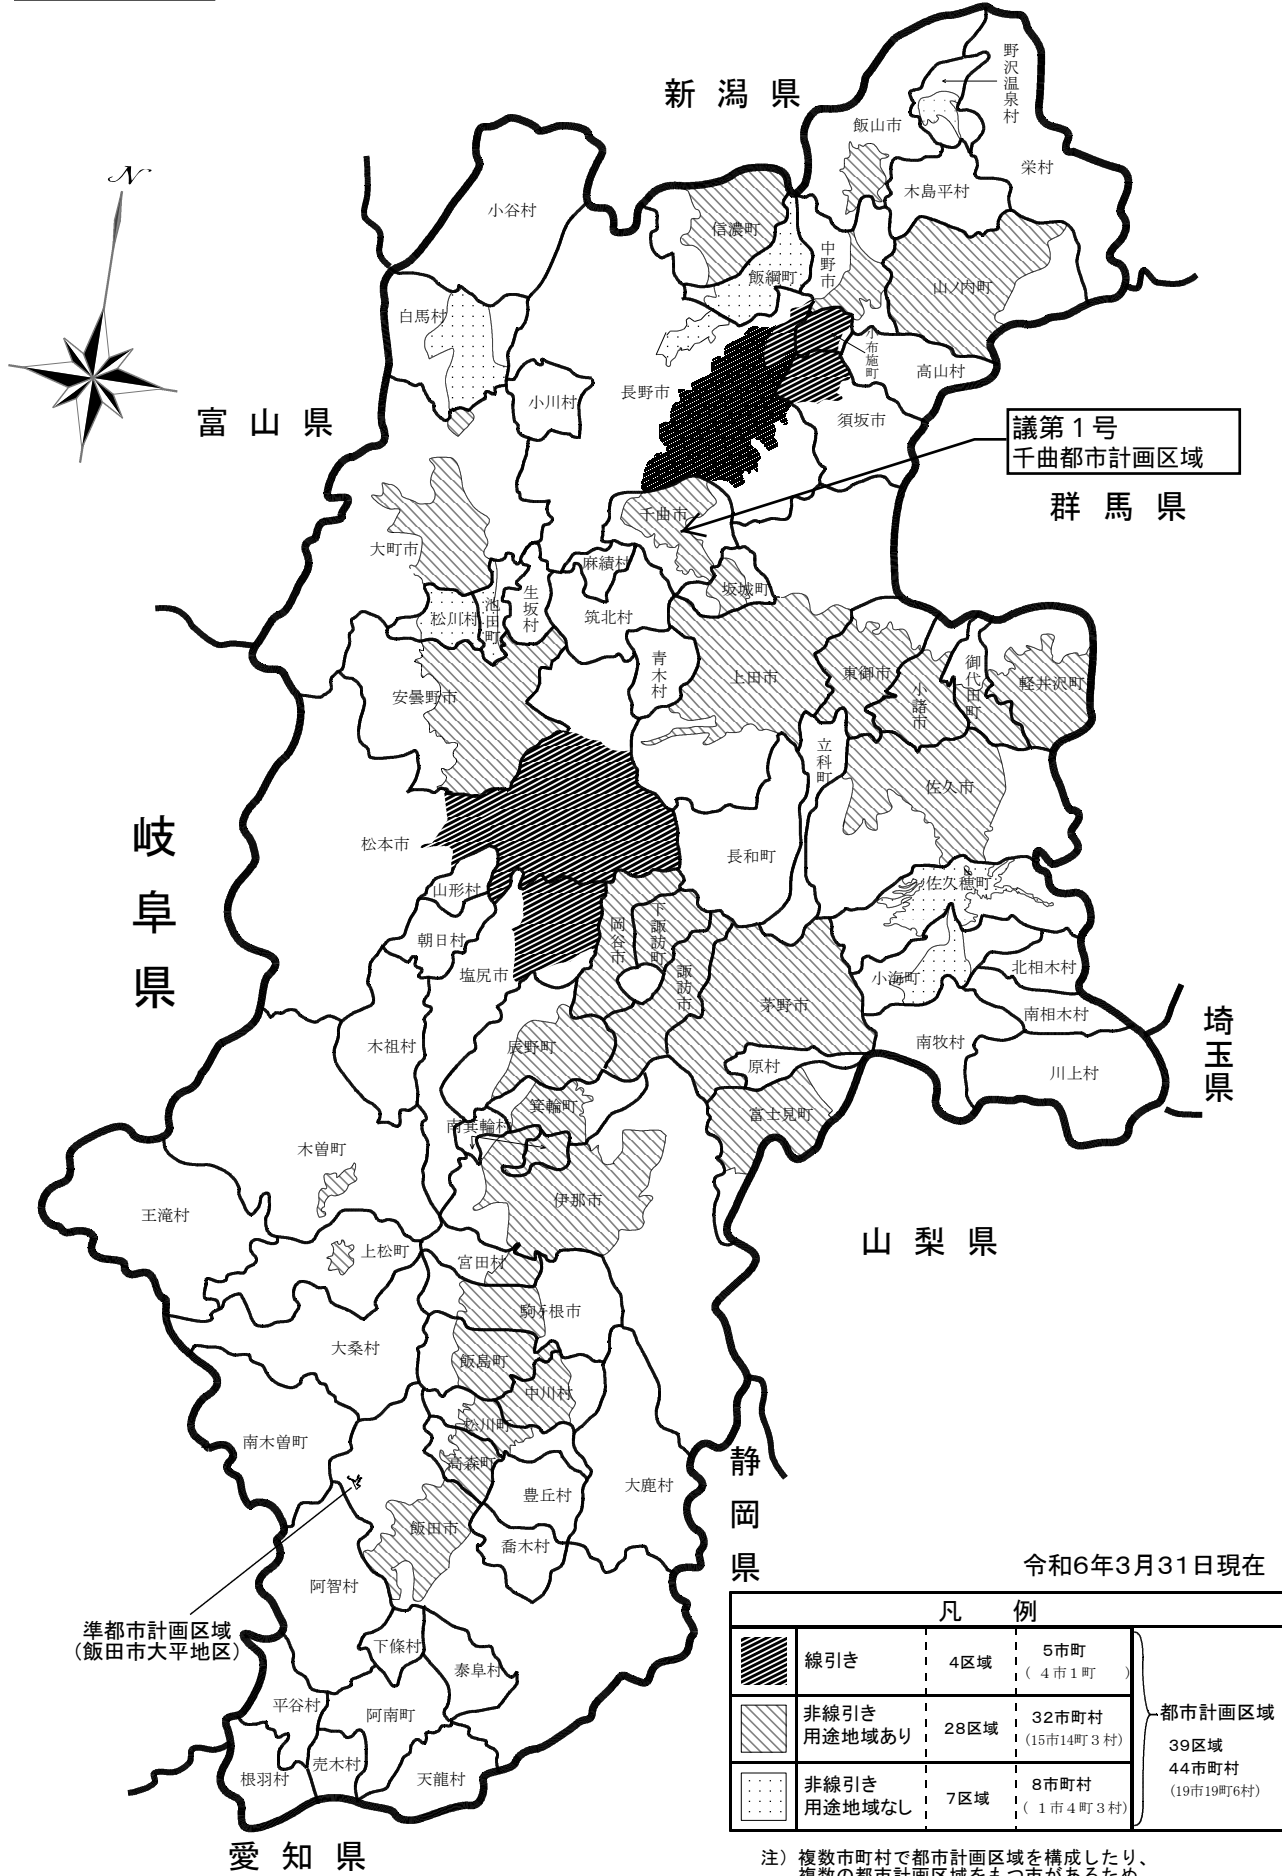 N
新潟県
富山県
群馬県
岐阜県
埼玉県
山梨県
静岡県
愛知県
議第1号
千曲都市計画区域
野沢温泉村
飯山市
栄村
木島平村
小谷村
信濃町
中野市
飯綱町
山ノ内町
白馬村
小布施町
高山村
長野市
小川村
須坂市
千曲市
大町市
麻績村
坂城町
生坂村
池田町
松川村
筑北村
青木村
上田市
東御市
小諸市
御代田町
軽井沢町
安曇野市
立科町
佐久市
松本市
長和町
山形村
佐久穂町
朝日村
岡谷市
下諏訪町
諏訪市
塩尻市
小海町
北相木村
茅野市
南相木村
木祖村
辰野町
原村
南牧村
川上村
箕輪町
富士見町
南箕輪村
木曽町
伊那市
王滝村
上松町
宮田村
駒ヶ根市
大桑村
飯島町
中川村
松川町
南木曽町
高森町
豊丘村
大鹿村
飯田市
喬木村
阿智村
準都市計画区域
(飯田市大平地区)
下條村
泰阜村
平谷村
阿南町
売木村
根羽村
天龍村
令和6年3月31日現在
凡 例
線引き 4区域 5市町
( 4市1町 )
非線引き
用途地域あり 28区域 32市町村
(15市14町3村)
非線引き
用途地域なし 7区域 8市町村
( 1市4町3村)
都市計画区域
39区域
44市町村
(19市19町6村)
注) 複数市町村で都市計画区域を構成したり、
複数の都市計画区域をもつ市があるため